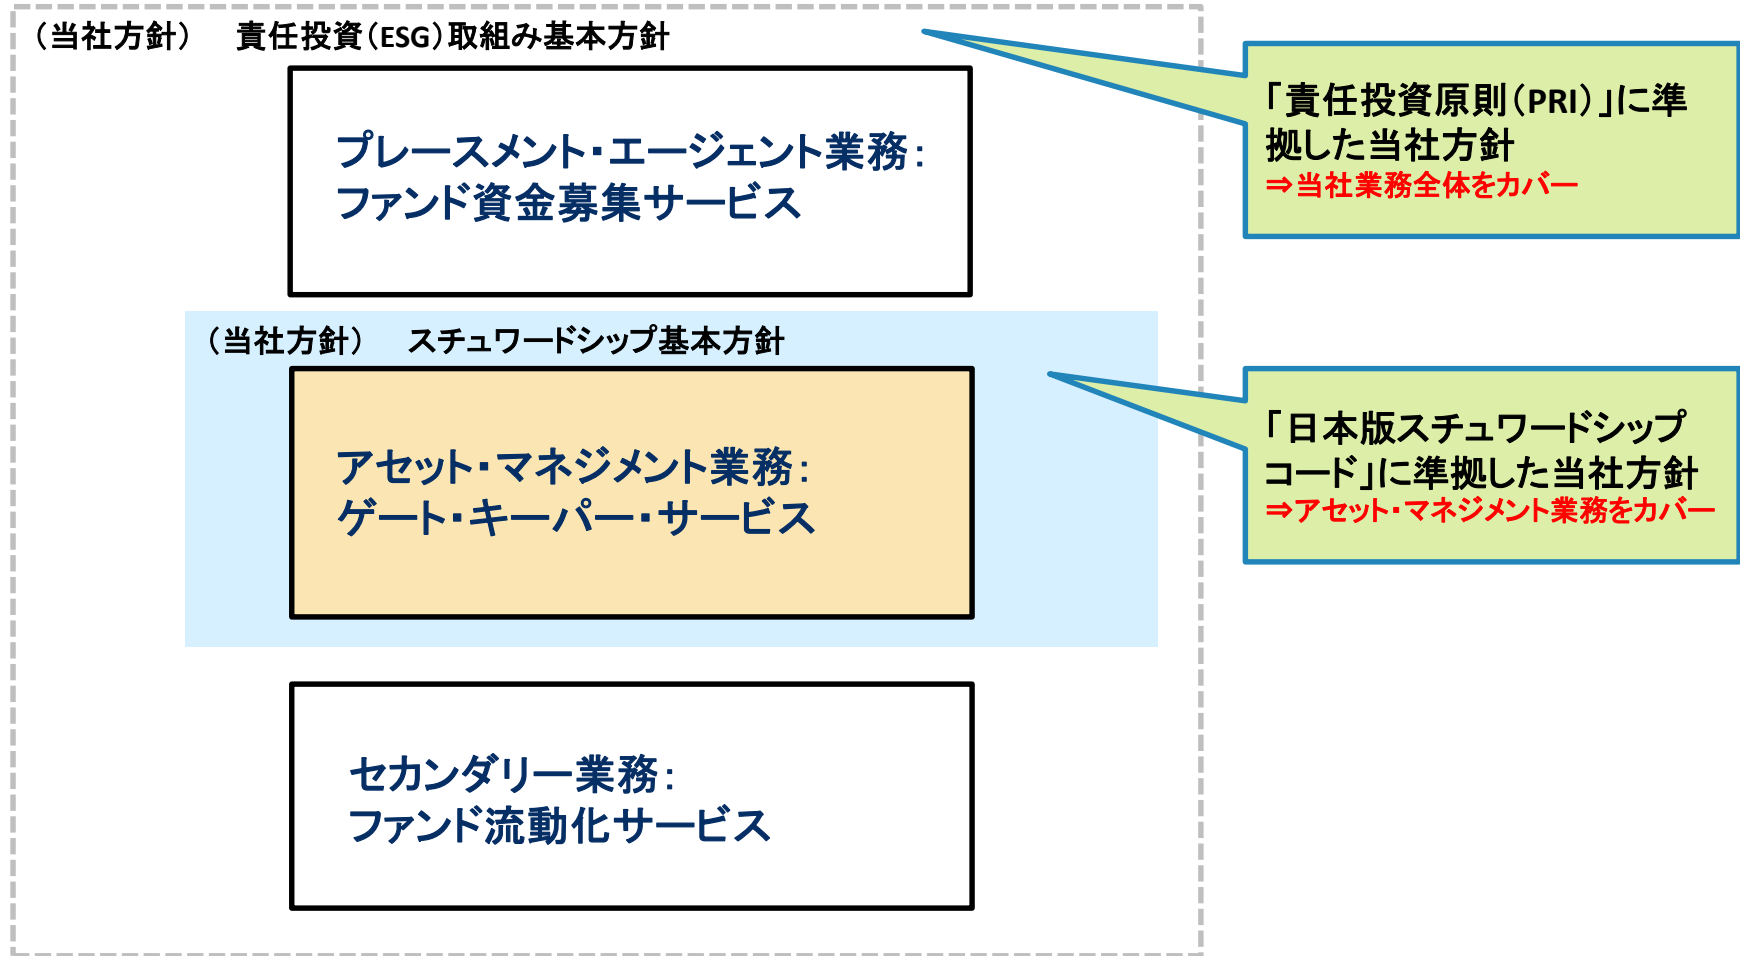 （当社方針）　責任投資（ESG）取組み基本方針
プレースメント・エージェント業務：
ファンド資金募集サービス
「責任投資原則（PRI）」に準
拠した当社方針
⇒当社業務全体をカバー
（当社方針）　スチュワードシップ基本方針
アセット・マネジメント業務：
ゲート・キーパー・サービス
「日本版スチュワードシップ
コード」に準拠した当社方針
⇒アセット・マネジメント業務をカバー
セカンダリー業務：
ファンド流動化サービス